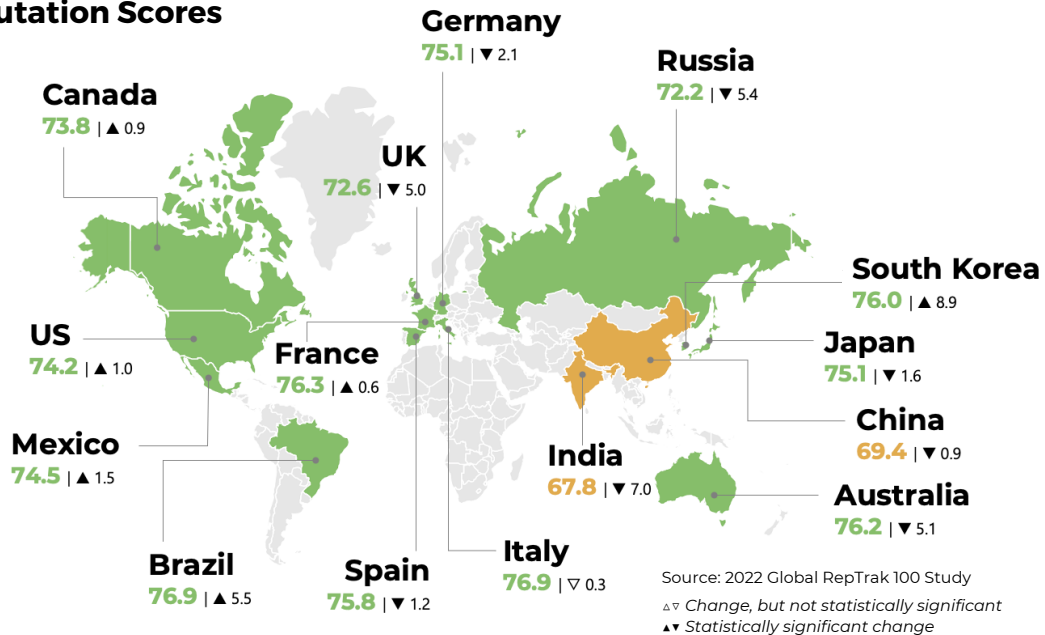 Scores
Germany
75.1 | ▼ 2.1
Russia
72.2 | ▼ 5.4
Canada
73.8 | ▲ 0.9
UK
72.6 | ▼ 5.0
South Korea
76.0 | ▲ 8.9
US
74.2 | ▲ 1.0
France
76.3 | ▲ 0.6
Japan
75.1 | ▼ 1.6
Mexico
74.5 | ▲ 1.5
China
69.4 | ▼ 0.9
India
67.8 | ▼ 7.0
Australia
76.2 | ▼ 5.1
Brazil
76.9 | ▲ 5.5
Spain
75.8 | ▼ 1.2
Italy
76.9 | ▽ 0.3
Source: 2022 Global RepTrak 100 Study
△▽ Change, but not statistically significant
▲▼ Statistically significant change